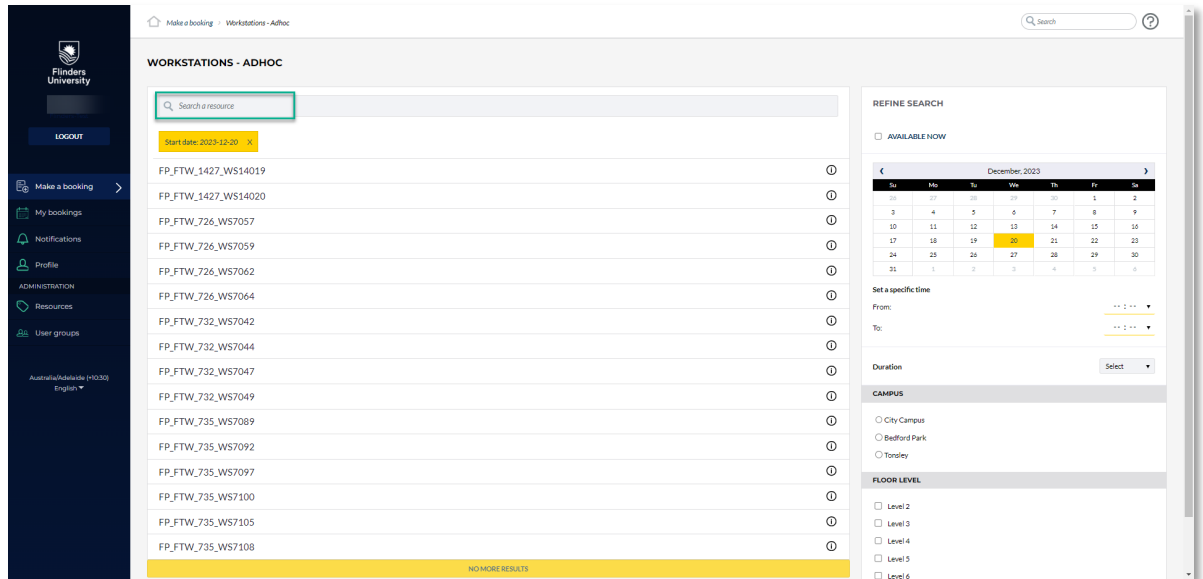 Flinders
University
LOGOUT
Make a booking
My bookings
Notifications
Profile
ADMINISTRATION
Resources
User groups
Australia/Adelaide (+10:30)
English
Make a booking > Workstations - Adhoc
Search
?
WORKSTATIONS - ADHOC
Search a resource
Start date: 2023-12-20 X
FP_FTW_1427_WS14019
FP_FTW_1427_WS14020
FP_FTW_726_WS7057
FP_FTW_726_WS7059
FP_FTW_726_WS7062
FP_FTW_726_WS7064
FP_FTW_732_WS7042
FP_FTW_732_WS7044
FP_FTW_732_WS7047
FP_FTW_732_WS7049
FP_FTW_735_WS7089
FP_FTW_735_WS7092
FP_FTW_735_WS7097
FP_FTW_735_WS7100
FP_FTW_735_WS7105
FP_FTW_735_WS7108
NO MORE RESULTS
REFINE SEARCH
AVAILABLE NOW
December, 2023
Su Mo Tu We Th Fr Sa
26 27 28 29 30 1 2
3 4 5 6 7 8 9
10 11 12 13 14 15 16
17 18 19 20 21 22 23
24 25 26 27 28 29 30
31 1 2 3 4 5 6
Set a specific time
From: -- : --
To: -- : --
Duration Select
CAMPUS
City Campus
Bedford Park
Tonsley
FLOOR LEVEL
Level 2
Level 3
Level 4
Level 5
Level 6